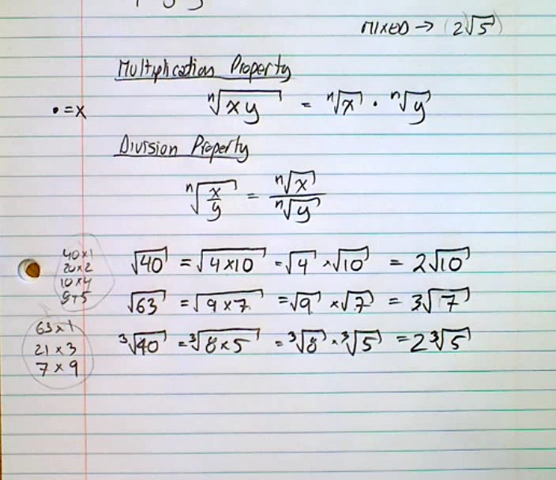 MIXED → (2√5)
Multiplication Property
• = x
ⁿ√xy = ⁿ√x · ⁿ√y
Division Property
ⁿ√(x/y) = ⁿ√x / ⁿ√y
40 x 1
20 x 2
10 x 4
8 x 5
√40 = √4 x 10 = √4 x √10 = 2√10
√63 = √9 x 7 = √9 x √7 = 3√7
63 x 1
21 x 3
7 x 9
³√40 = ³√8 x 5 = ³√8 x ³√5 = 2³√5